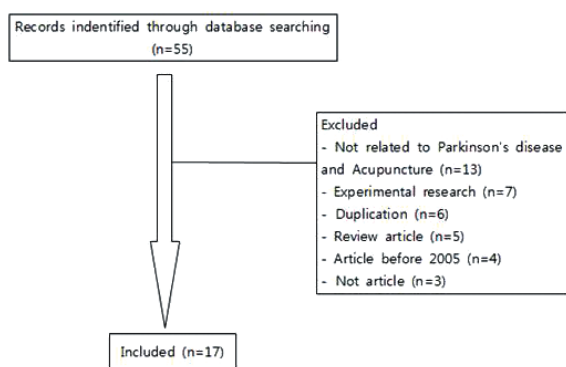 Records indentified through database searching
(n=55)
Excluded
- Not related to Parkinson's disease
and Acupuncture (n=13)
- Experimental research (n=7)
- Duplication (n=6)
- Review article (n=5)
- Article before 2005 (n=4)
- Not article (n=3)
Included (n=17)